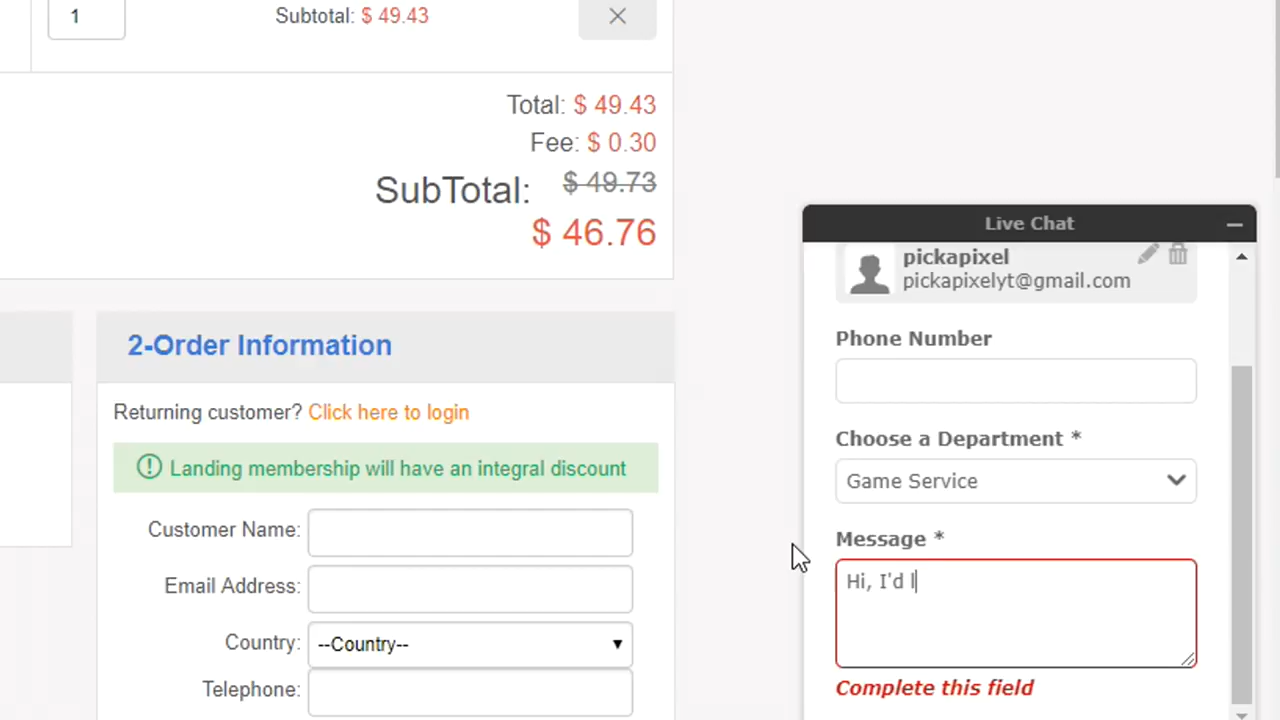 1
Subtotal: $ 49.43
Total: $ 49.43
Fee: $ 0.30
SubTotal: $ 49.73
$ 46.76
2-Order Information
Returning customer? Click here to login
Landing membership will have an integral discount
Customer Name:
Email Address:
Country: --Country--
Telephone:
Live Chat
pickapixel
pickapixelyt@gmail.com
Phone Number
Choose a Department *
Game Service
Message *
Hi, I'd l
Complete this field